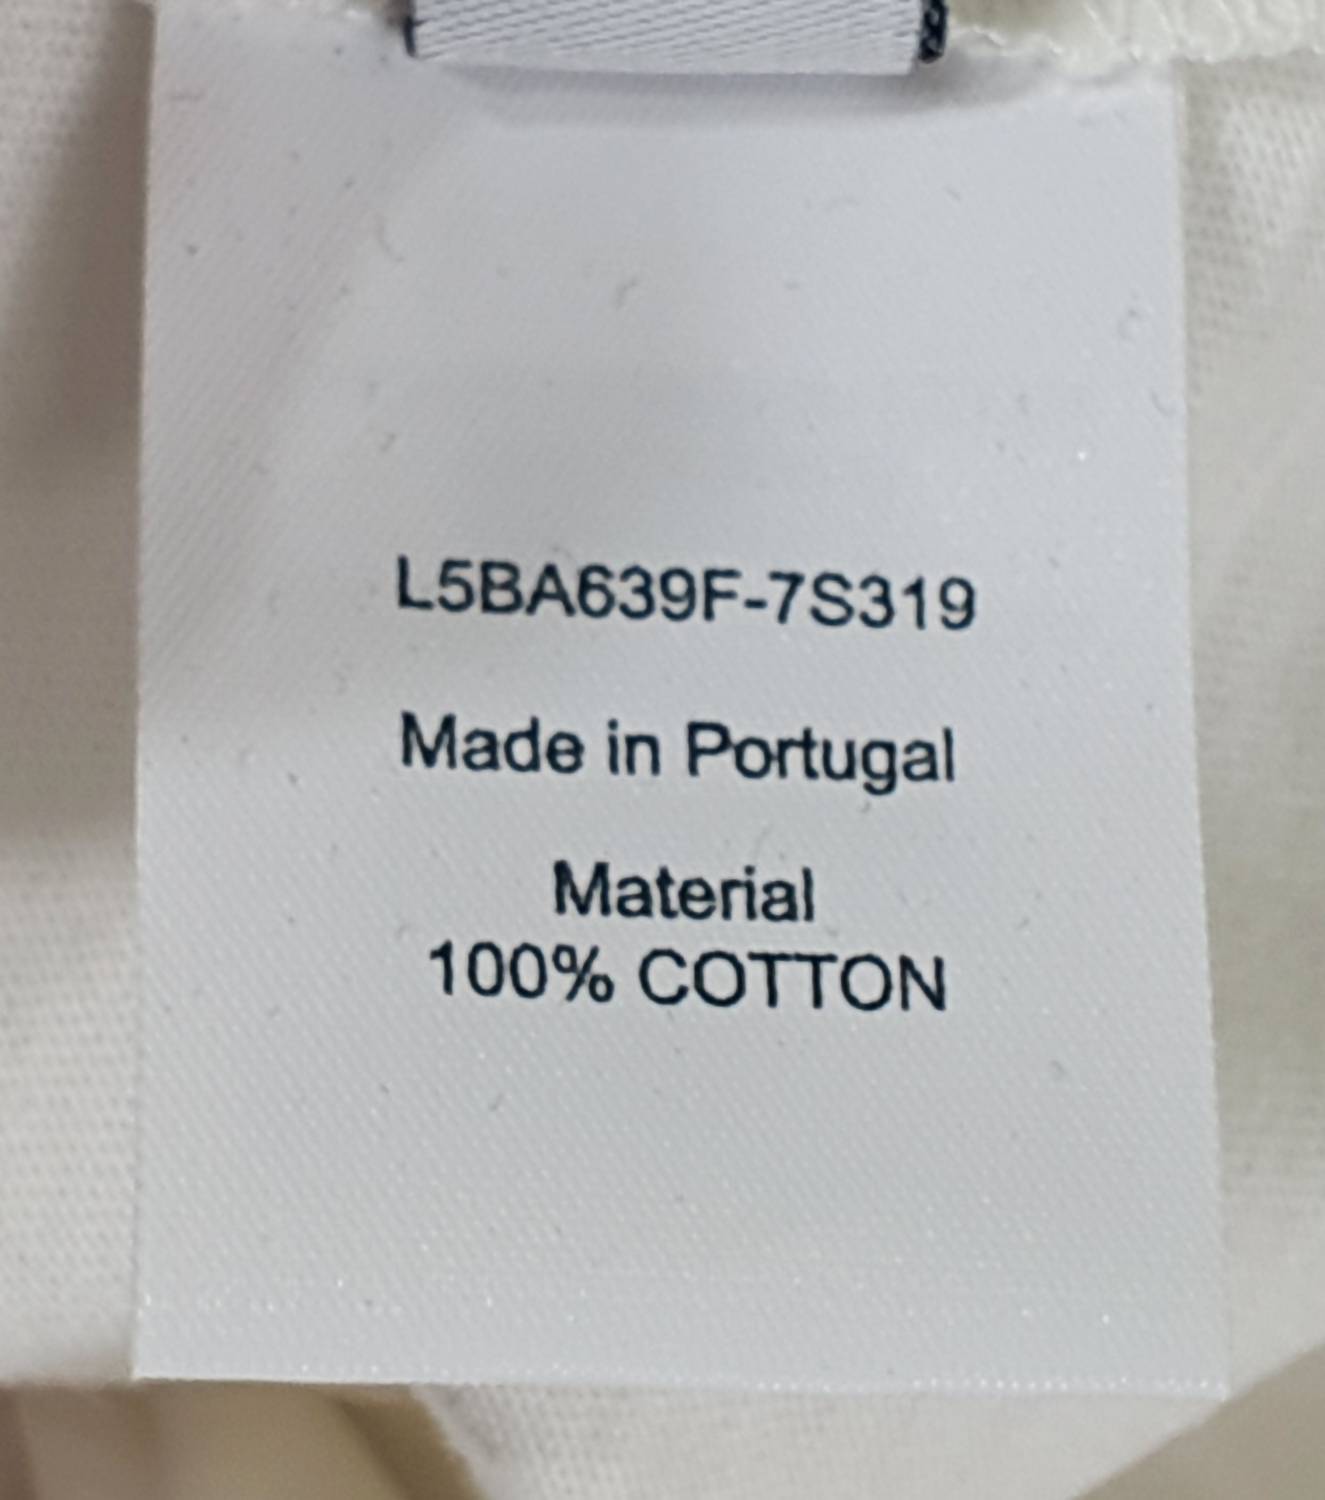 L5BA639F-7S319
Made in Portugal
Material
100% COTTON